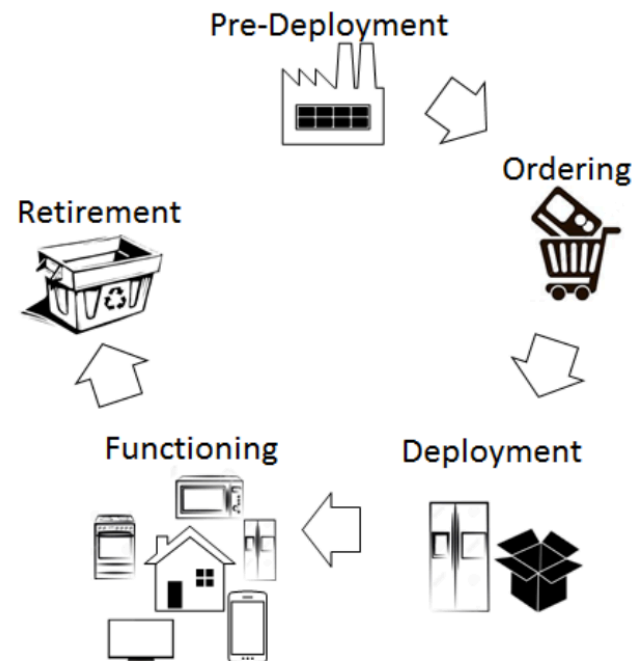 Pre-Deployment
Ordering
Retirement
Functioning
Deployment